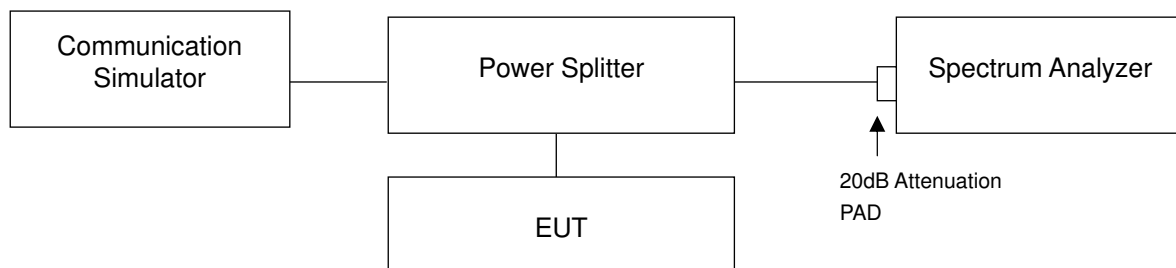 Communication
Simulator
Power Splitter
Spectrum Analyzer
20dB Attenuation
PAD
EUT